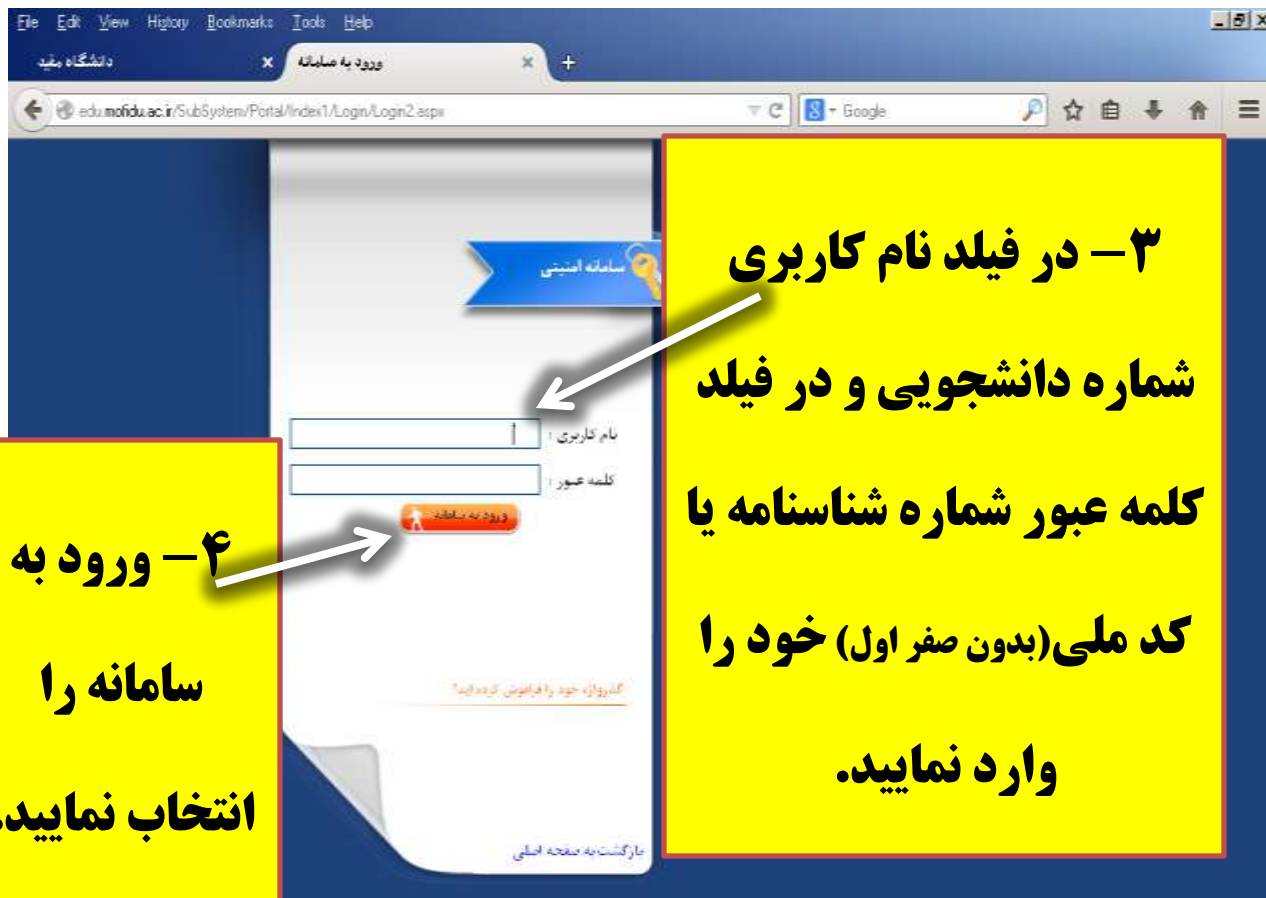 File Edit View History Bookmarks Tools Help
دانشگاه مفید
ورود به سامانه
edu.mofidu.ac.ir/SubSystem/Portal/Index1/Login/Login2.aspx
Google
سامانه امنیتی
۳- در فیلد نام کاربری
شماره دانشجویی و در فیلد
کلمه عبور شماره شناسنامه یا
کد ملی(بدون صفر اول) خود را
وارد نمایید.
نام کاربری :
کلمه عبور :
ورود به سامانه
۴- ورود به
سامانه را
انتخاب نمایید.
گذرواژه خود را فراموش کرده اید؟
بازگشت به صفحه اصلی